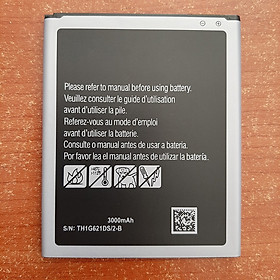 Please refer to manual before using battery.
Veuillez consulter le guide d'utilisation
avant d'utiliser la pile.
Referez-vous au mode d'emploi
avant d'utiliser la batterie.
Consulte o manual antes de usar a bateria.
Por favor lea el manual antes de utilizar la batería.
3000mAh
S/N: TH1G621DS/2-B